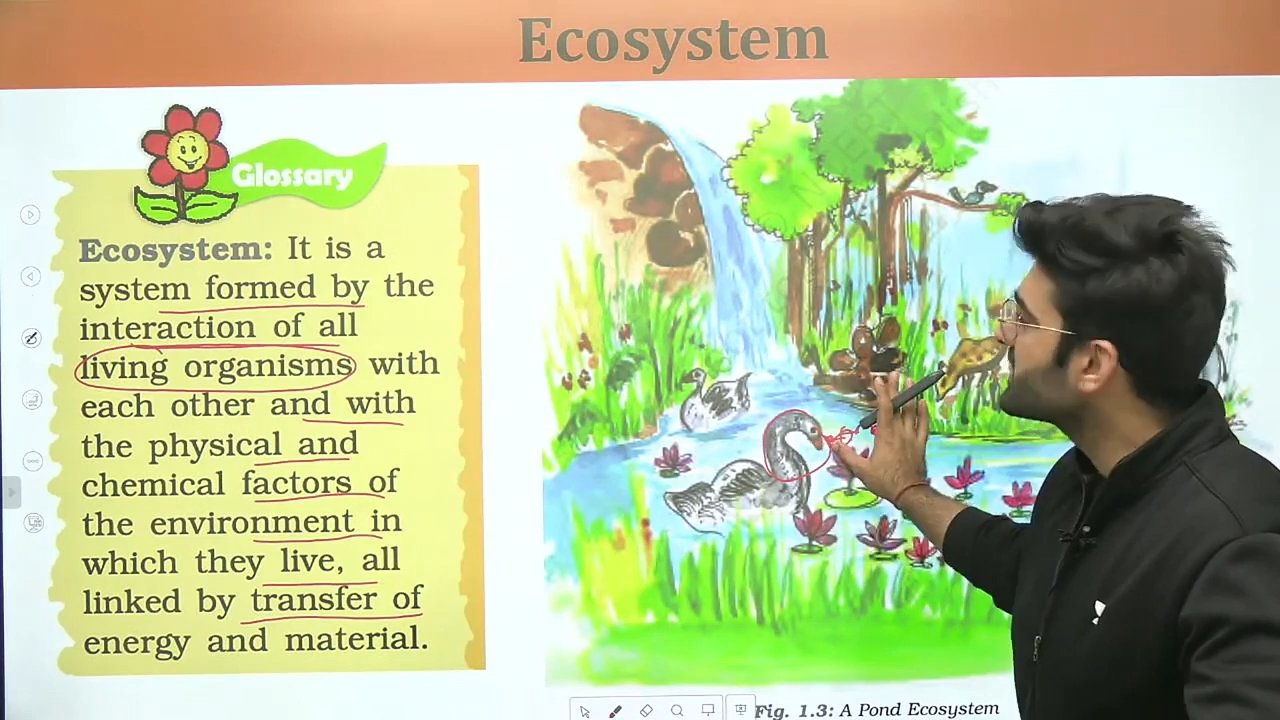 Ecosystem
Glossary
Ecosystem: It is a
system formed by the
interaction of all
living organisms with
each other and with
the physical and
chemical factors of
the environment in
which they live, all
linked by transfer of
energy and material.
Fig. 1.3: A Pond Ecosystem